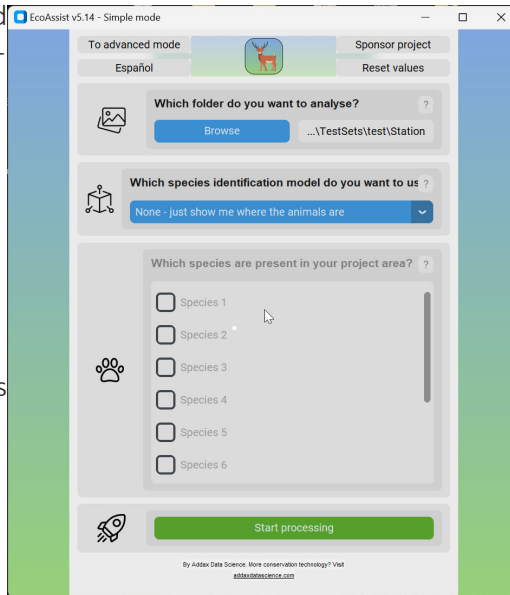 EcoAssist v5.14 - Simple mode
To advanced mode
Sponsor project
Español
Reset values
Which folder do you want to analyse?
?
Browse
...\TestSets\test\Station
Which species identification model do you want to us
?
None - just show me where the animals are
Which species are present in your project area?
?
Species 1
Species 2
Species 3
Species 4
Species 5
Species 6
Start processing
By Addax Data Science. More conservation technology? Visit
addaxdatascience.com